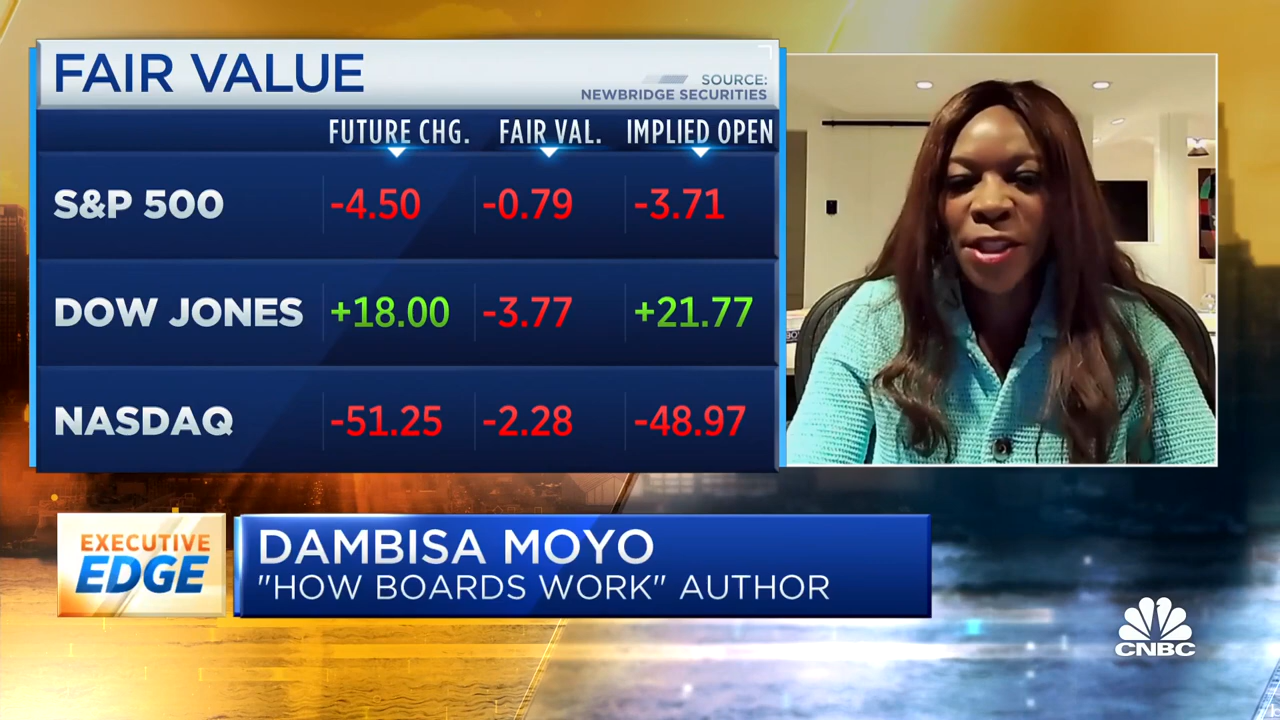 FAIR VALUE
SOURCE:
NEWBRIDGE SECURITIES
FUTURE CHG. FAIR VAL. IMPLIED OPEN
S&P 500 -4.50 -0.79 -3.71
DOW JONES +18.00 -3.77 +21.77
NASDAQ -51.25 -2.28 -48.97
EXECUTIVE
EDGE
DAMBISA MOYO
"HOW BOARDS WORK" AUTHOR
CNBC